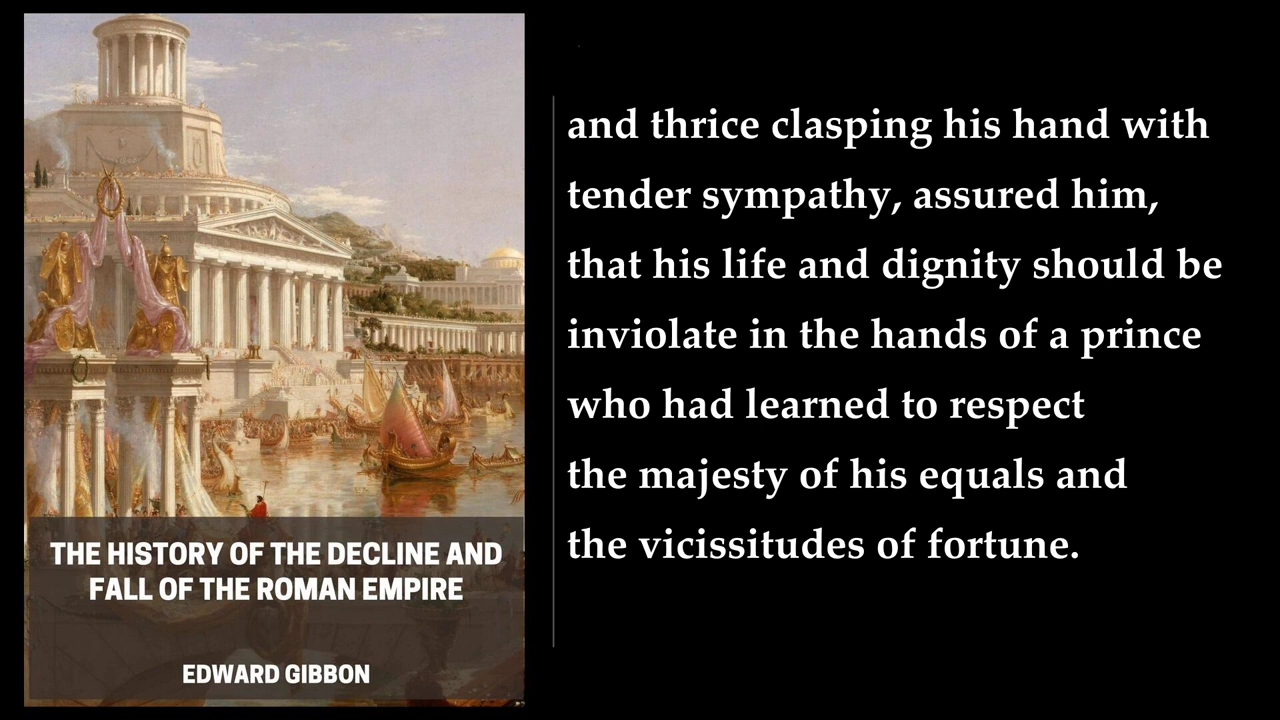 THE HISTORY OF THE DECLINE AND
FALL OF THE ROMAN EMPIRE
EDWARD GIBBON
and thrice clasping his hand with
tender sympathy, assured him,
that his life and dignity should be
inviolate in the hands of a prince
who had learned to respect
the majesty of his equals and
the vicissitudes of fortune.